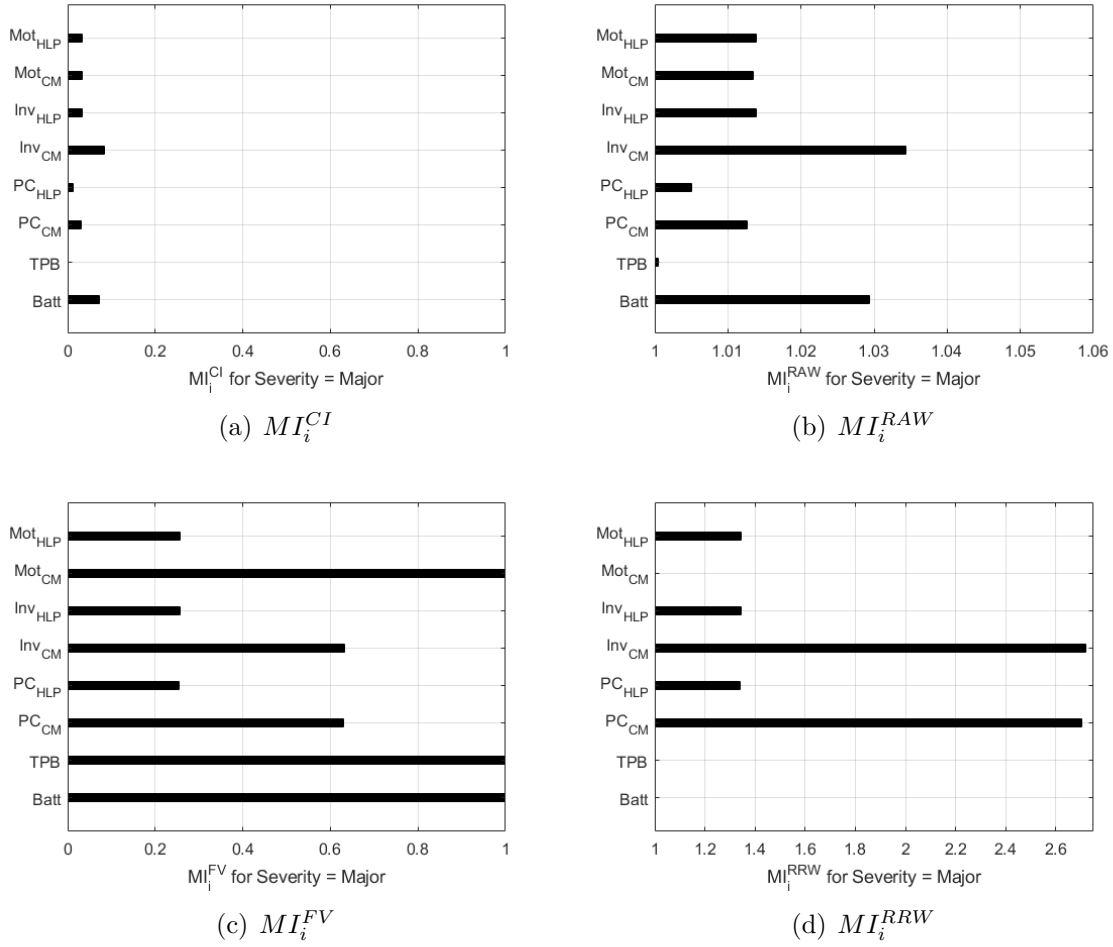 Mot_HLP
Mot_CM
Inv_HLP
Inv_CM
PC_HLP
PC_CM
TPB
Batt
0 0.2 0.4 0.6 0.8 1
MI_i^CI for Severity = Major
(a) MI_i^CI
Mot_HLP
Mot_CM
Inv_HLP
Inv_CM
PC_HLP
PC_CM
TPB
Batt
1 1.01 1.02 1.03 1.04 1.05 1.06
MI_i^RAW for Severity = Major
(b) MI_i^RAW
Mot_HLP
Mot_CM
Inv_HLP
Inv_CM
PC_HLP
PC_CM
TPB
Batt
0 0.2 0.4 0.6 0.8 1
MI_i^FV for Severity = Major
(c) MI_i^FV
Mot_HLP
Mot_CM
Inv_HLP
Inv_CM
PC_HLP
PC_CM
TPB
Batt
1 1.2 1.4 1.6 1.8 2 2.2 2.4 2.6
MI_i^RRW for Severity = Major
(d) MI_i^RRW